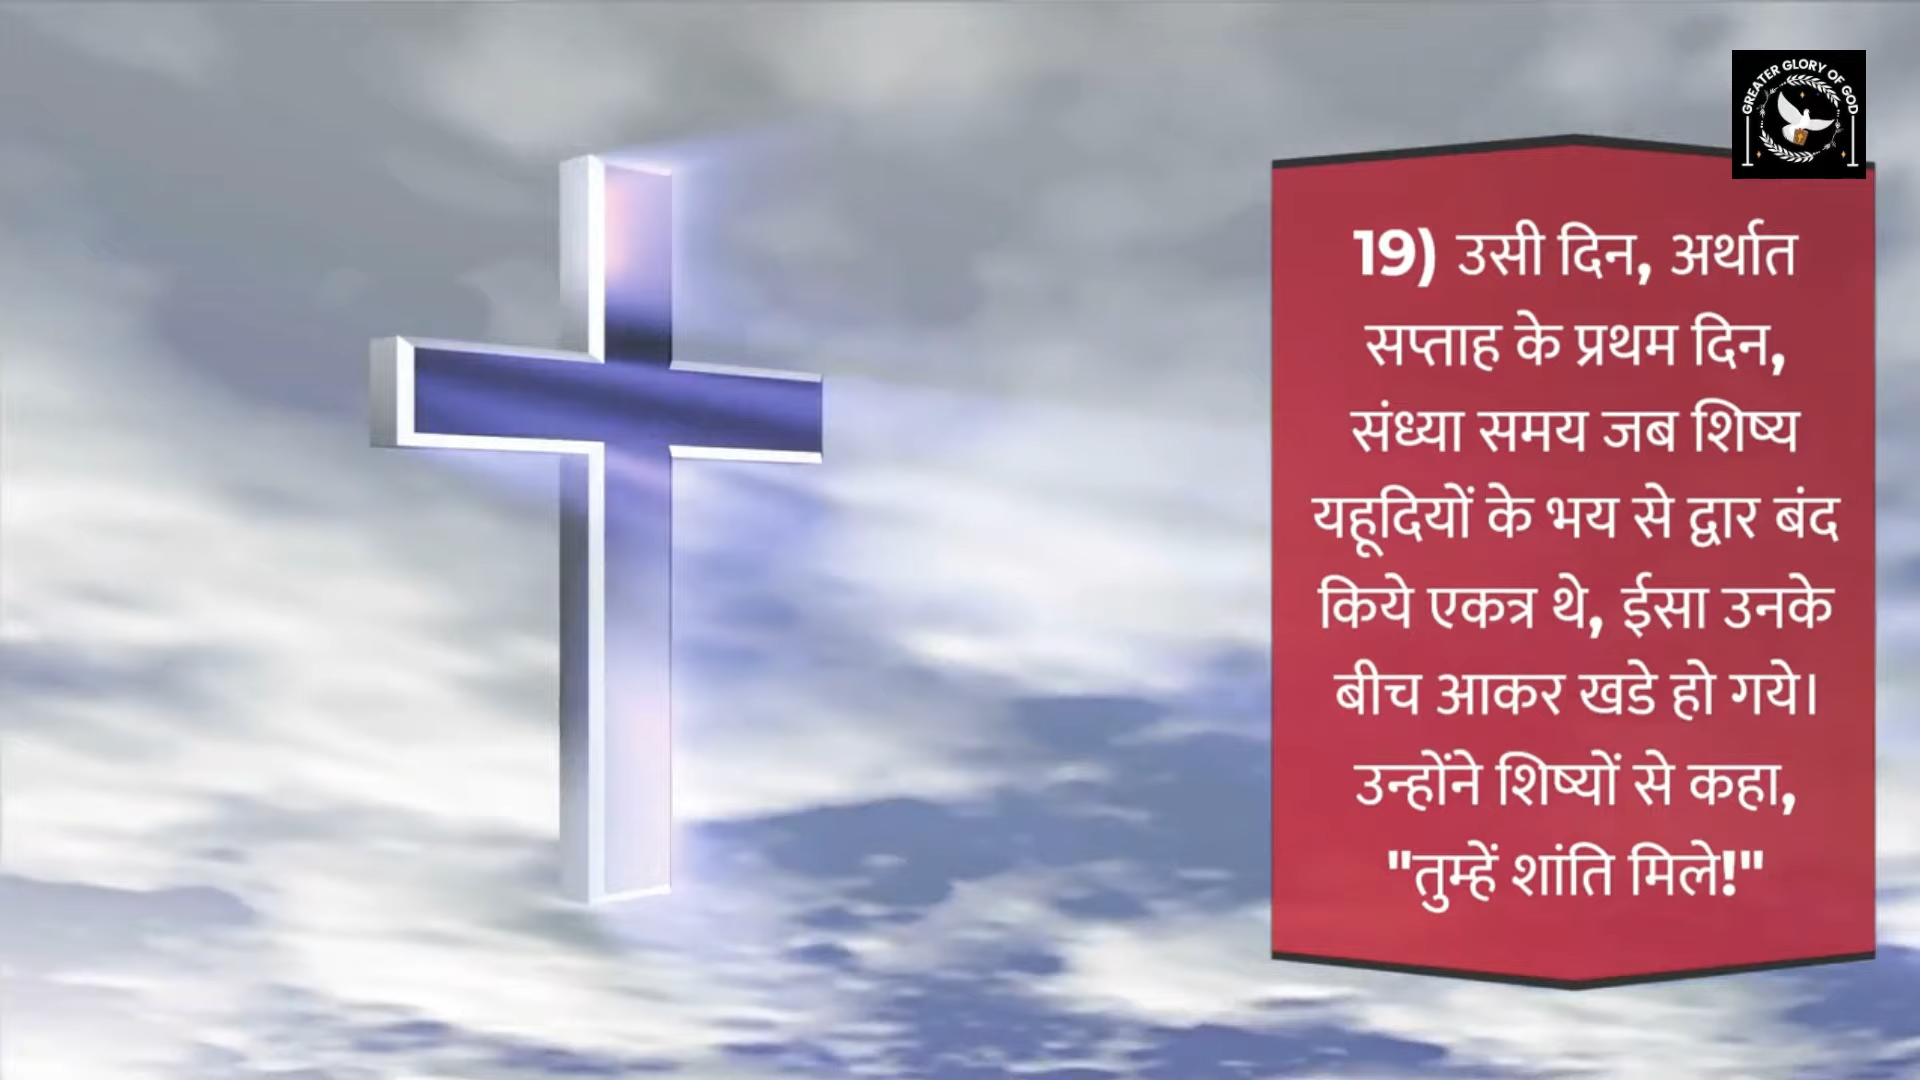 GREATER GLORY OF GOD
19) उसी दिन, अर्थात
सप्ताह के प्रथम दिन,
संध्या समय जब शिष्य
यहूदियों के भय से द्वार बंद
किये एकत्र थे, ईसा उनके
बीच आकर खडे हो गये।
उन्होंने शिष्यों से कहा,
"तुम्हें शांति मिले!"